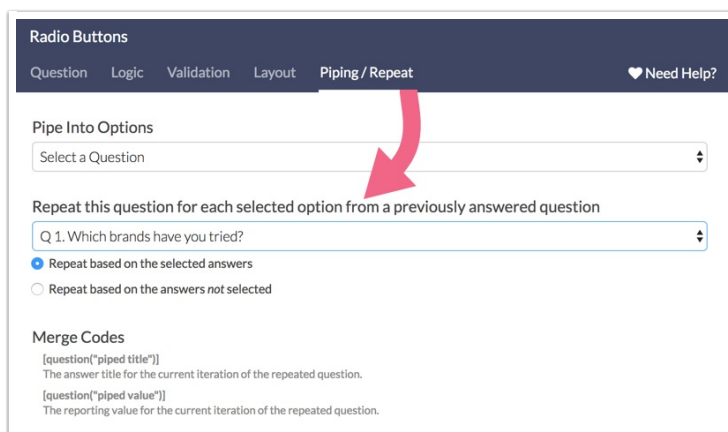 Radio Buttons
Question Logic Validation Layout Piping / Repeat Need Help?
Pipe Into Options
Select a Question
Repeat this question for each selected option from a previously answered question
Q 1. Which brands have you tried?
Repeat based on the selected answers
Repeat based on the answers not selected
Merge Codes
[question("piped title")]
The answer title for the current iteration of the repeated question.
[question("piped value")]
The reporting value for the current iteration of the repeated question.